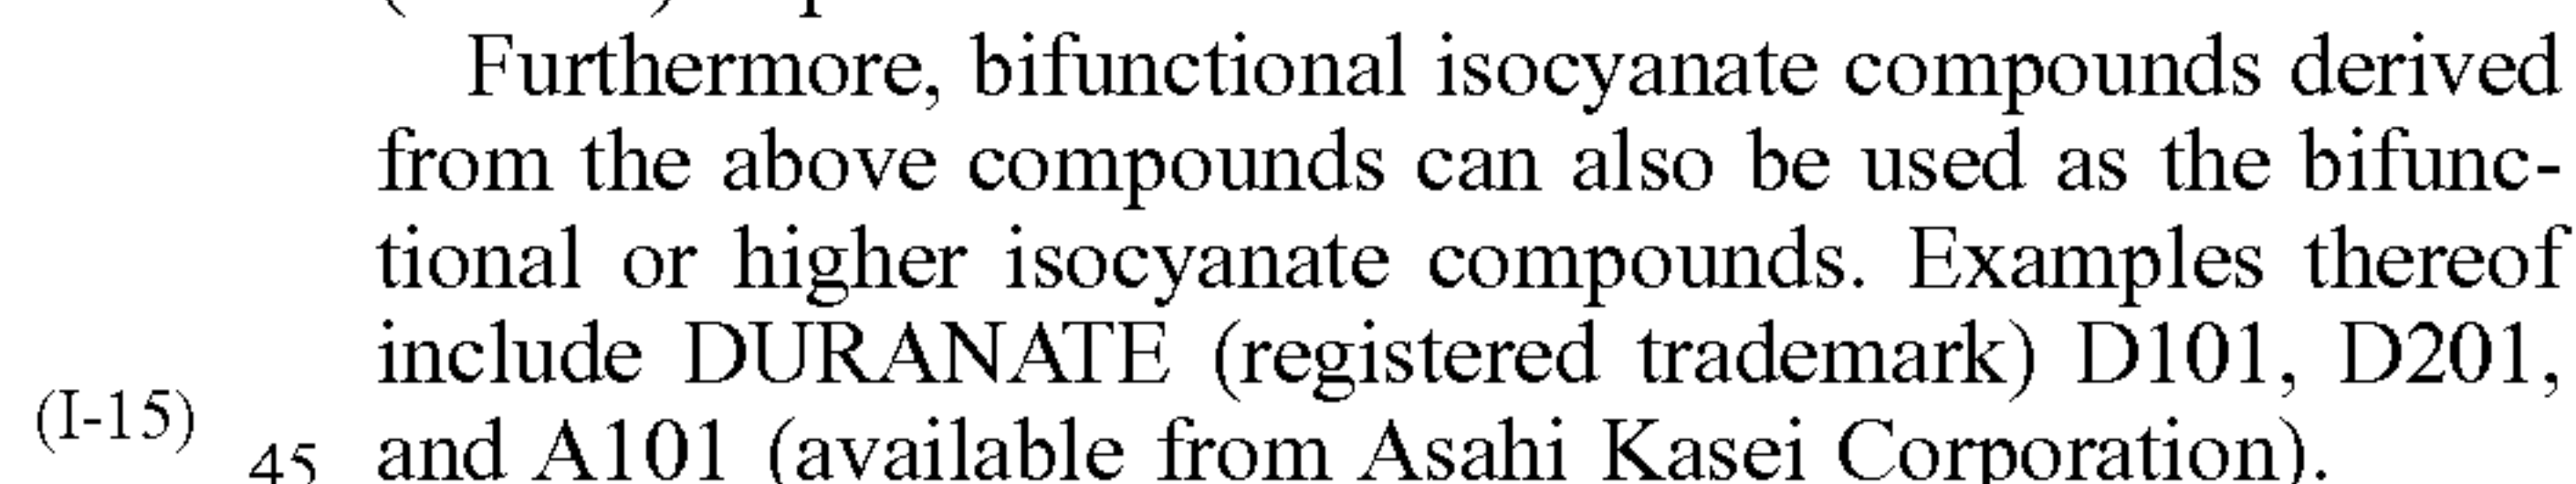 Furthermore, bifunctional isocyanate compounds derived
from the above compounds can also be used as the bifunc-
tional or higher isocyanate compounds. Examples thereof
include DURANATE (registered trademark) D101, D201,
(I-15)
45 and A101 (available from Asahi Kasei Corporation).